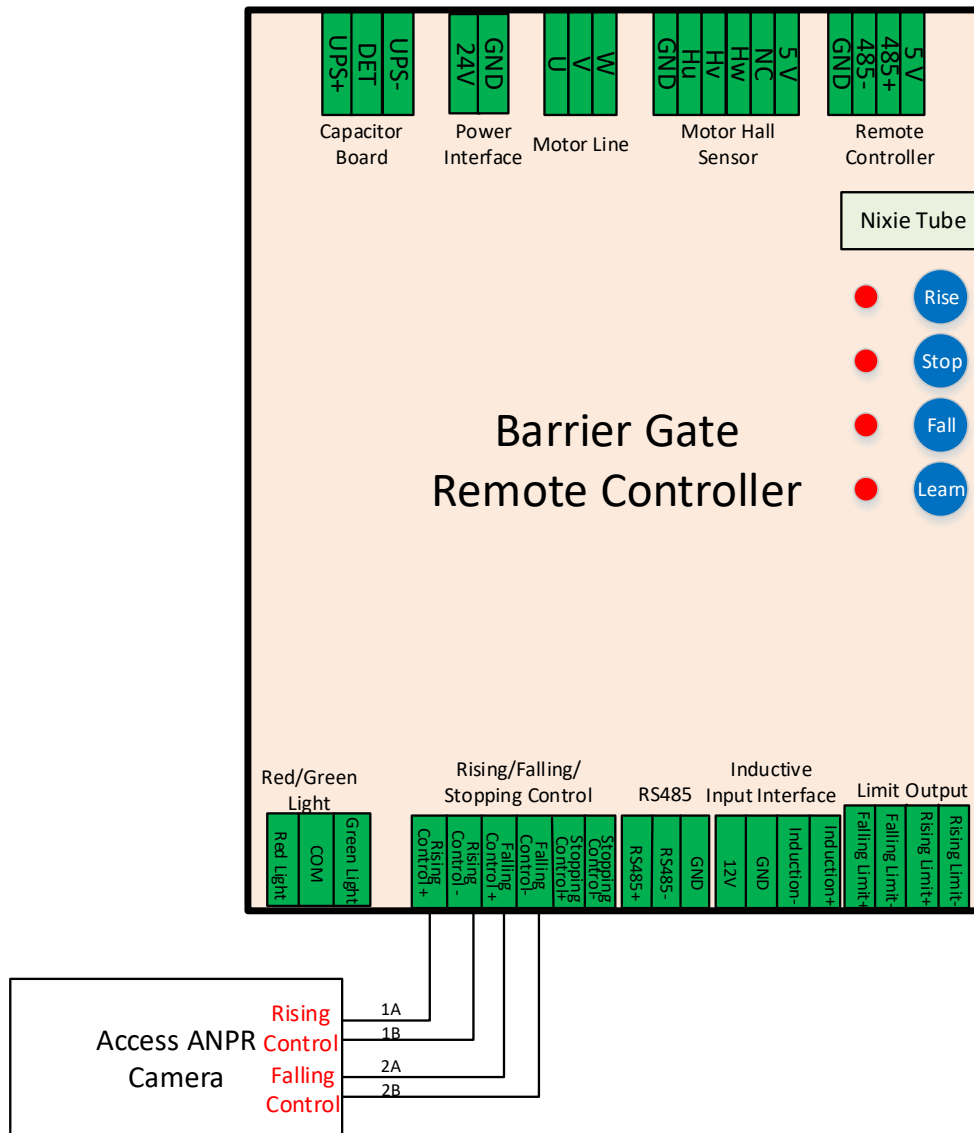 UPS+
DET
UPS-
24V
GND
U
V
W
GND
Hu
Hv
Hw
NC
5V
GND
485-
485+
5V
Capacitor
Board
Power
Interface
Motor Line
Motor Hall
Sensor
Remote
Controller
Nixie Tube
Rise
Stop
Fall
Learn
Barrier Gate
Remote Controller
Red/Green
Light
Rising/Falling/
Stopping Control
RS485
Inductive
Input Interface
Limit Output
Red Light
COM
Green Light
Rising
Control+
Rising
Control-
Falling
Control+
Falling
Control-
Stopping
Control+
Stopping
Control-
RS485+
RS485-
GND
12V
GND
Induction-
Induction+
Falling Limit+
Falling Limit-
Rising Limit+
Rising Limit-
Access ANPR
Camera
Rising
Control
Falling
Control
1A
1B
2A
2B